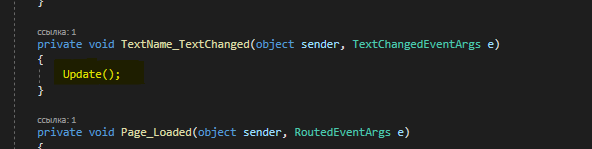 }
ссылка: 1
private void TextName_TextChanged(object sender, TextChangedEventArgs e)
{
Update();
}
ссылка: 1
private void Page_Loaded(object sender, RoutedEventArgs e)
{